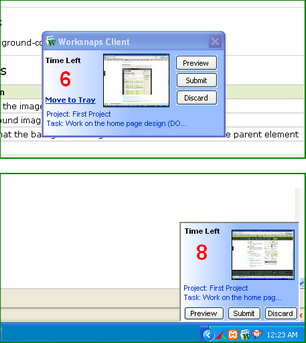 ground-co
Worksnaps Client
Time Left
6
Move to Tray
Preview
Submit
Discard
Project: First Project
Task: Work on the home page design (DO...
the imag
und imag
hat the ba
e parent element
Time Left
8
Project: First Project
Task: Work on the home pag...
Preview Submit Discard
12:23 AM